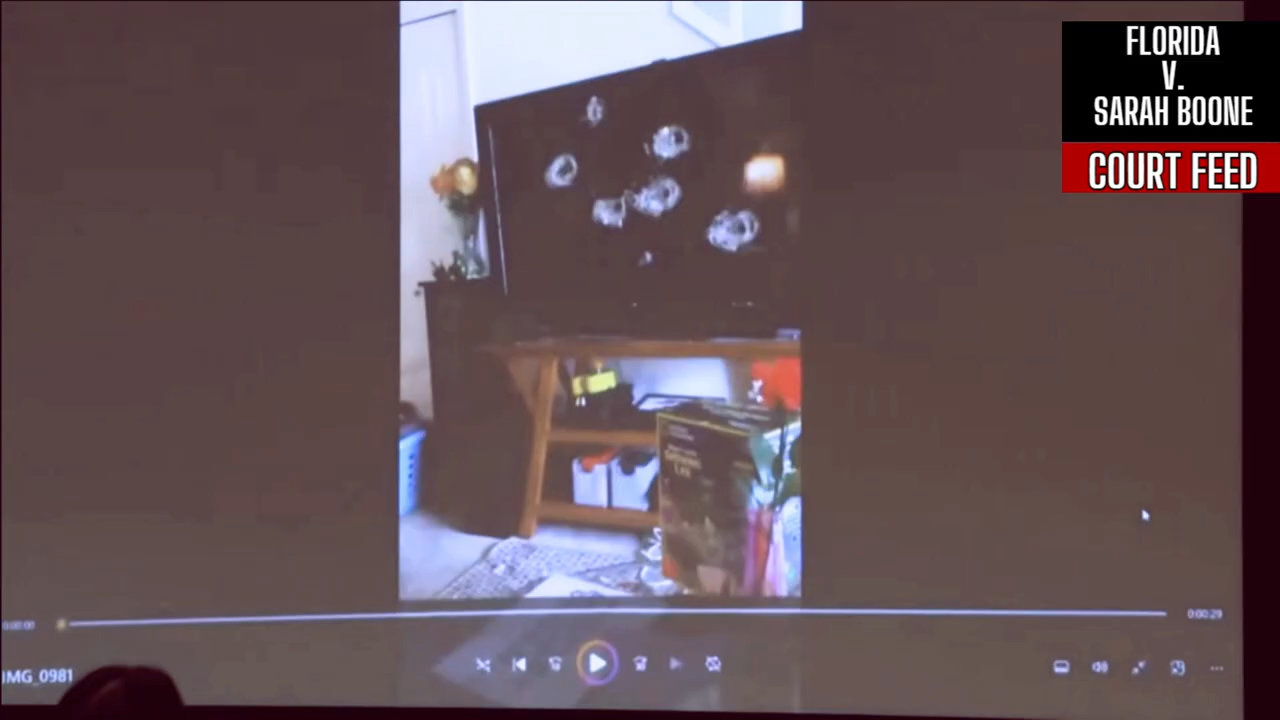 FLORIDA
V.
SARAH BOONE
COURT FEED
0:00:00
0:00:29
IMG_0981